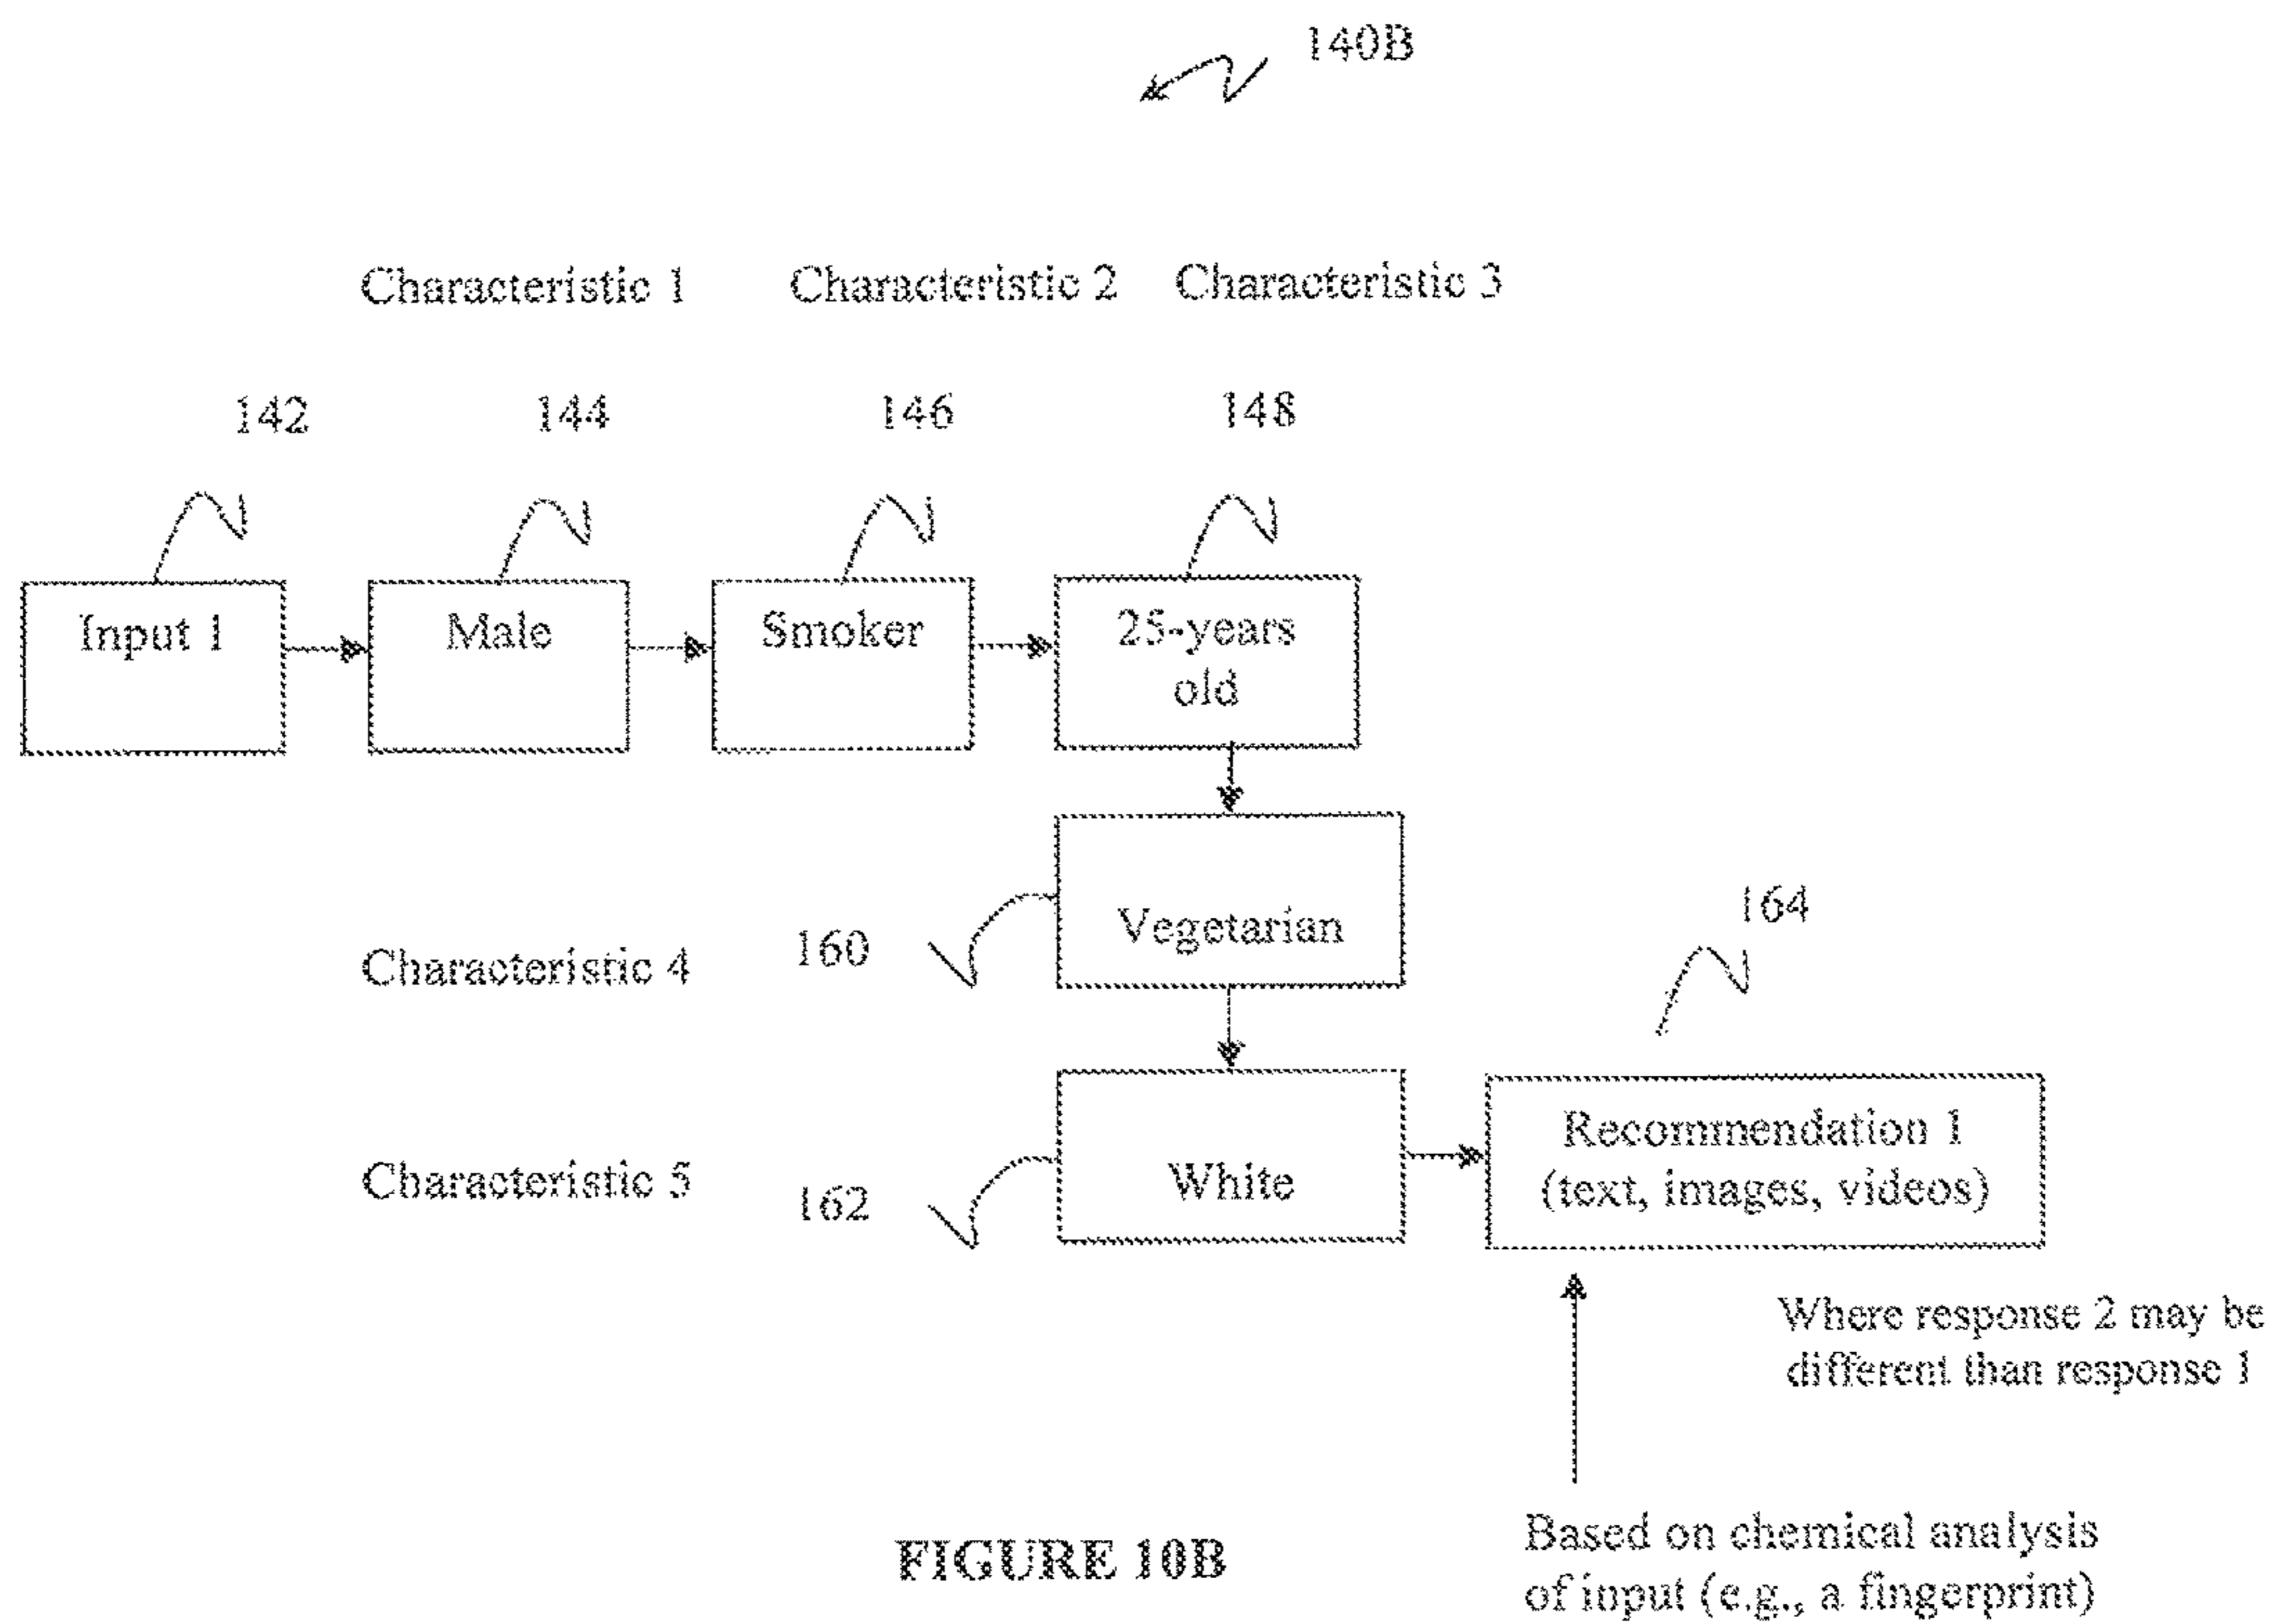 140B
Characteristic 1
Characteristic 2
Characteristic 3
142
144
146
148
Input 1
Male
Smoker
25-years
old
Vegetarian
160
Characteristic 4
164
White
162
Characteristic 5
Recommendation 1
(text, images, videos)
Where response 2 may be
different than response 1
Based on chemical analysis
of input (e.g., a fingerprint)
FIGURE 10B